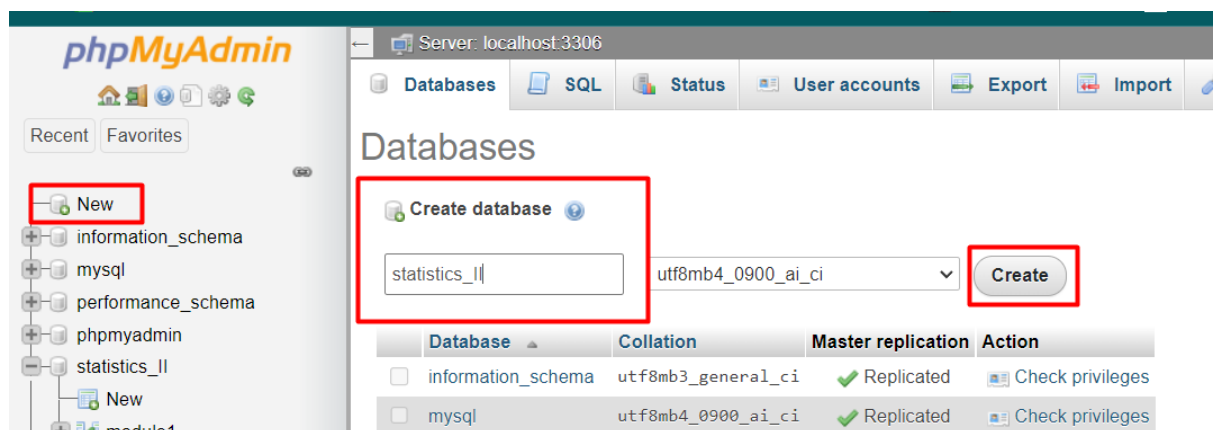 phpMyAdmin
Recent Favorites
New
information_schema
mysql
performance_schema
phpmyadmin
statistics_II
New
module1
Server: localhost:3306
Databases SQL Status User accounts Export Import
Databases
Create database
statistics_II utf8mb4_0900_ai_ci Create
Database Collation Master replication Action
information_schema utf8mb3_general_ci Replicated Check privileges
mysql utf8mb4_0900_ai_ci Replicated Check privileges